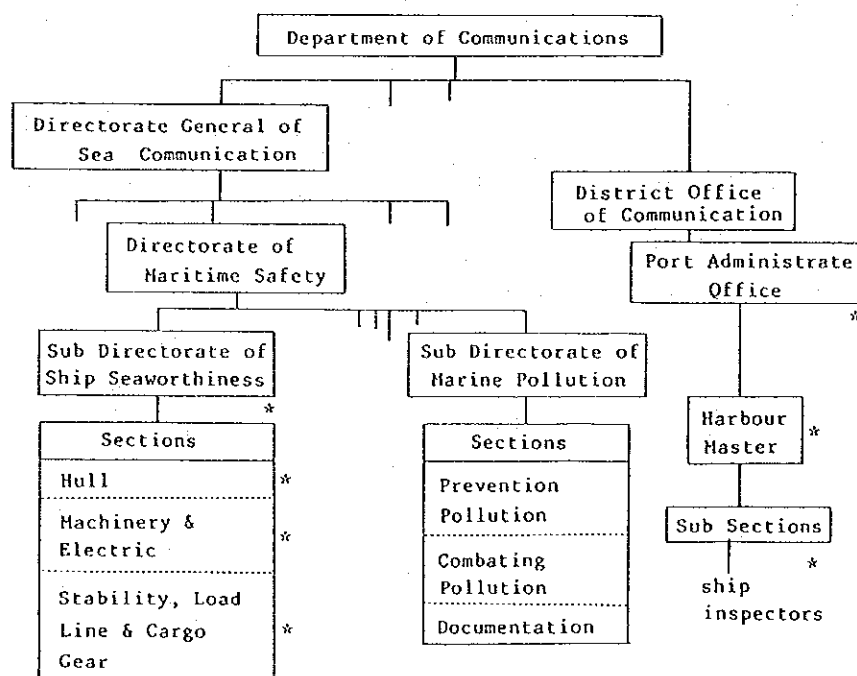 Department of Communications
Directorate General of
Sea Communication
District Office
of Communication
Directorate of
Maritime Safety
Port Administrate
Office
*
Sub Directorate of
Ship Seaworthiness
*
Sub Directorate of
Marine Pollution
Harbour
Master
*
Sections
Hull *
Machinery &
Electric *
Stability, Load
Line & Cargo *
Gear
Sections
Prevention
Pollution
Combating
Pollution
Documentation
Sub Sections
*
ship
inspectors